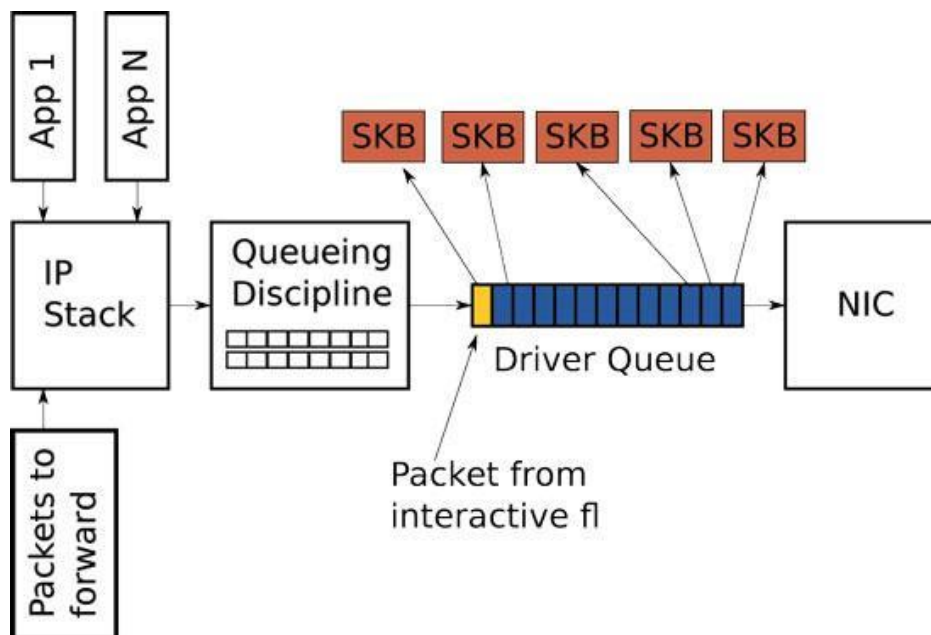 App 1
App N
SKB
SKB
SKB
SKB
SKB
IP
Stack
Queueing
Discipline
Driver Queue
NIC
Packet from
interactive fl
Packets to
forward